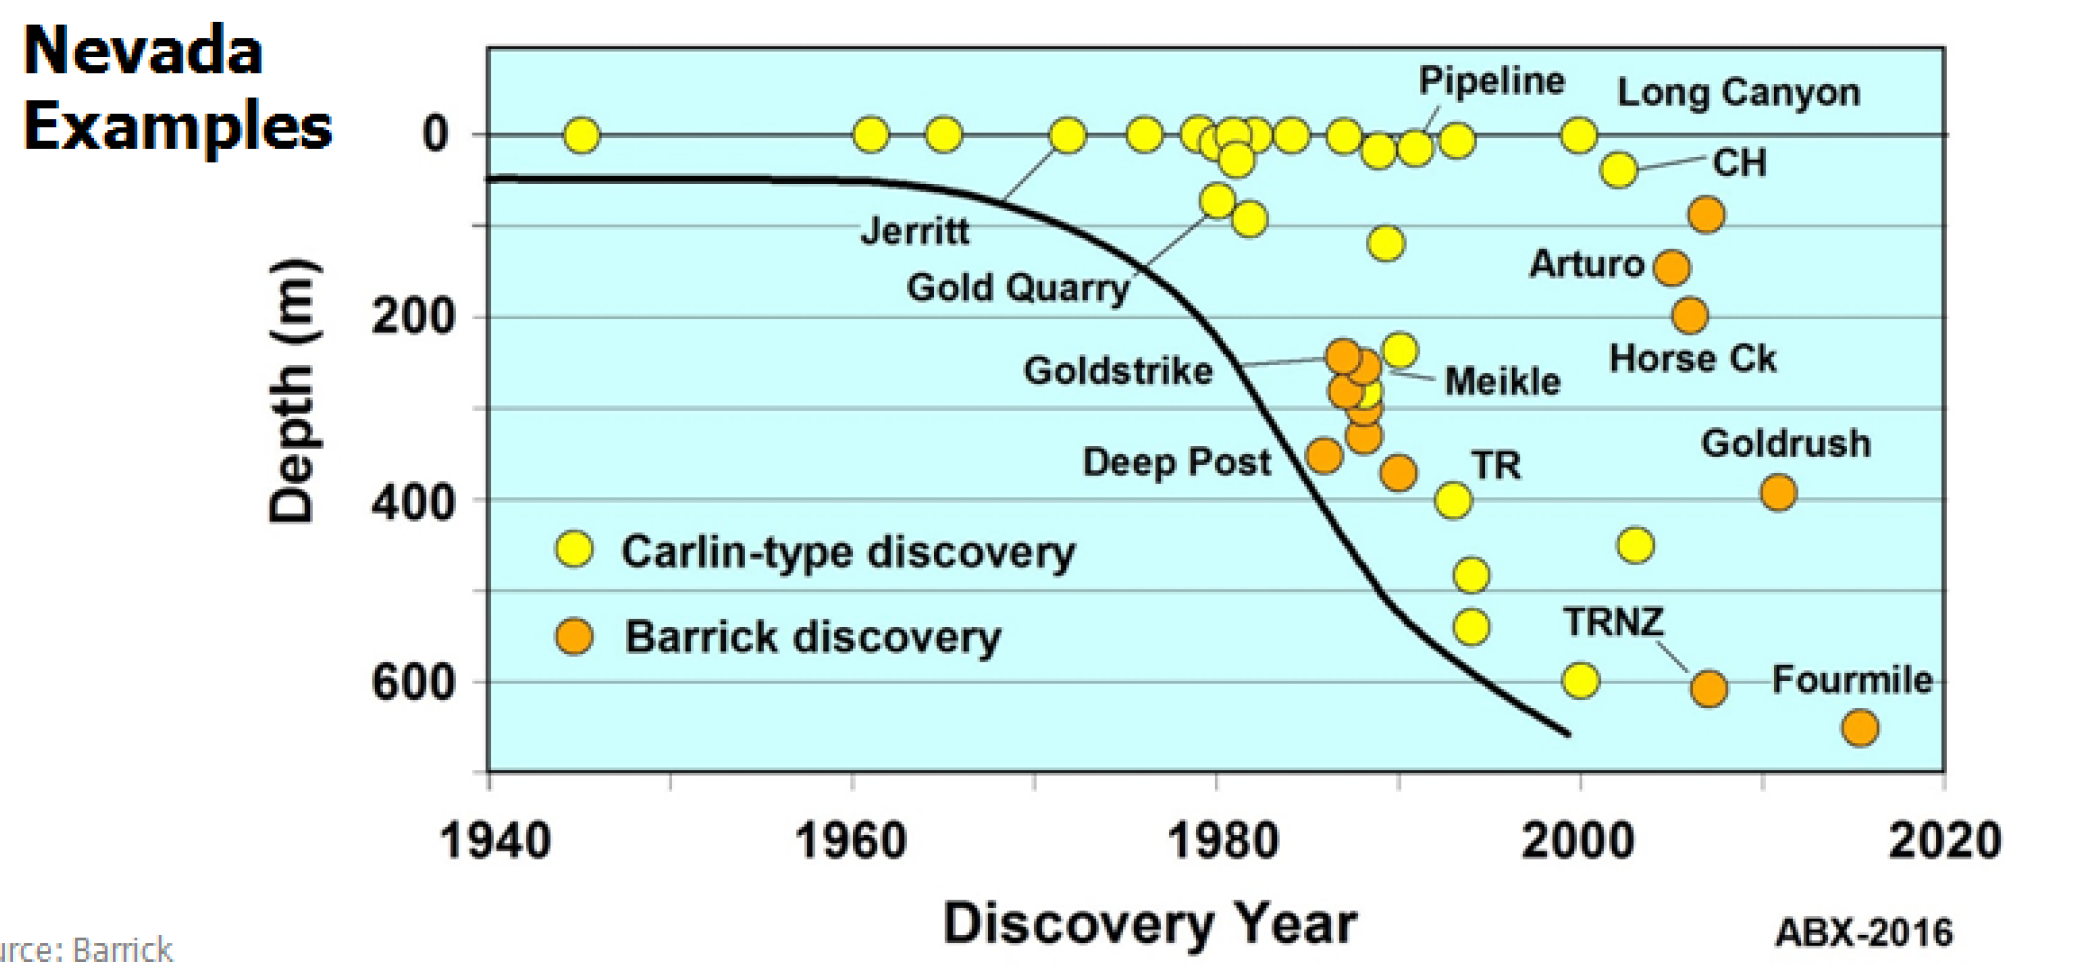 Nevada
Examples
Pipeline
Long Canyon
0
CH
Jerritt
Arturo
Gold Quarry
200
Horse Ck
Goldstrike
Meikle
Goldrush
Deep Post
TR
400
Carlin-type discovery
TRNZ
Barrick discovery
600
Fourmile
Depth (m)
1940
1960
1980
2000
2020
Discovery Year
ABX-2016
urce: Barrick